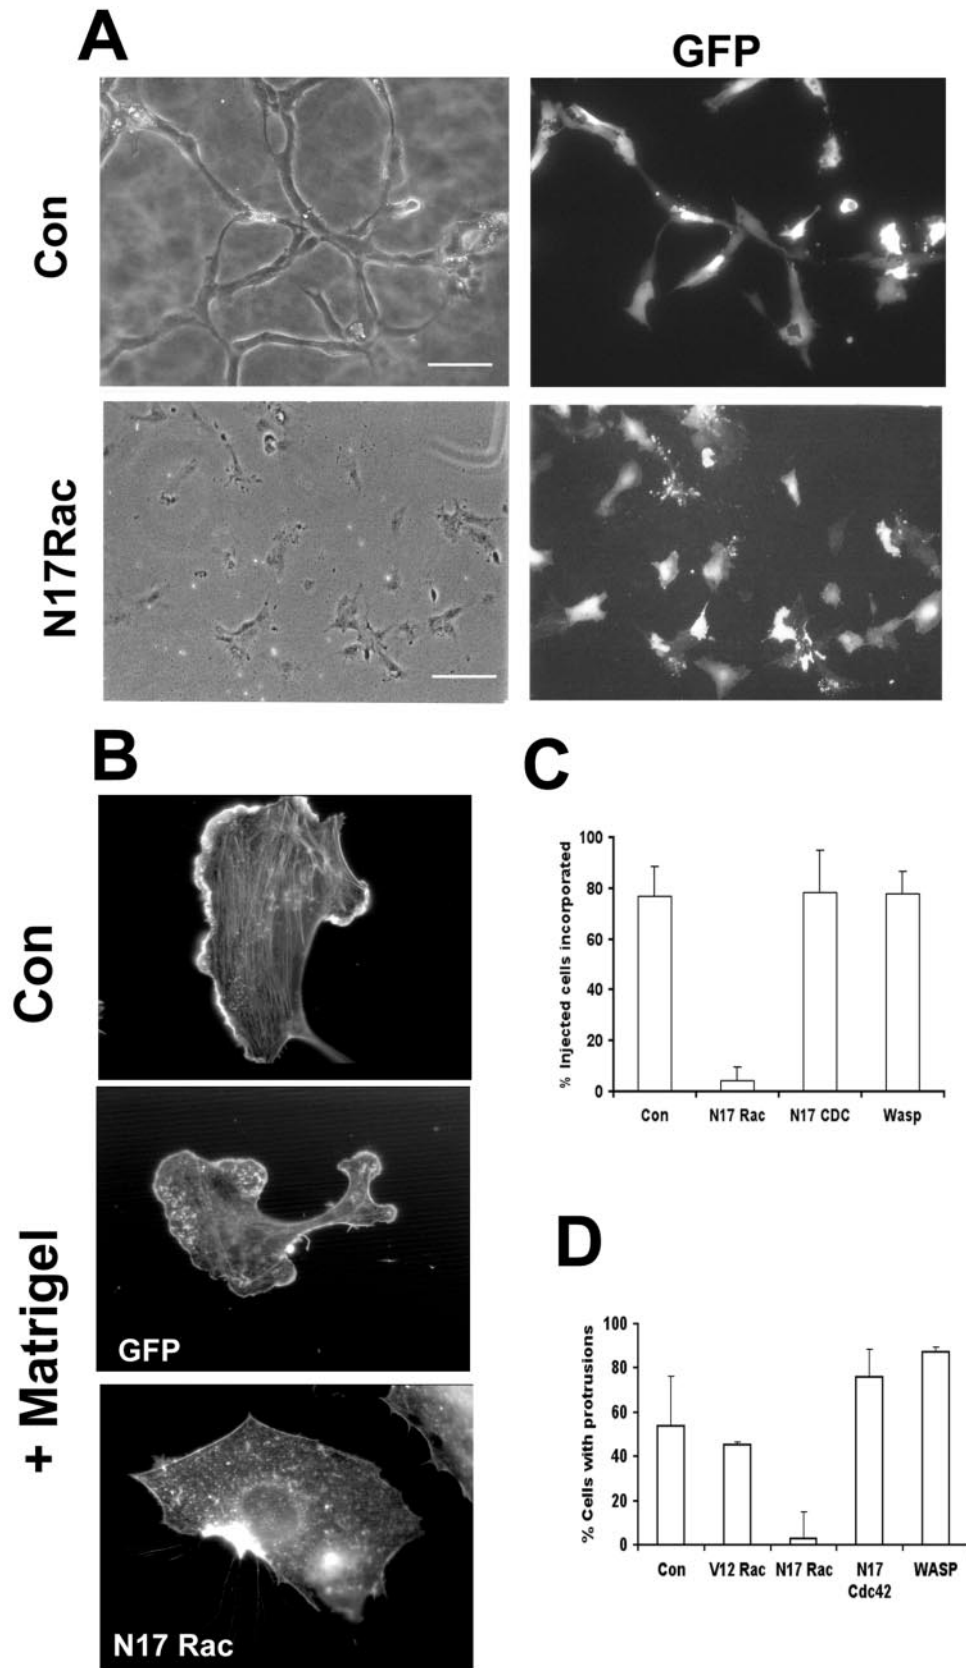 A
GFP
Con
N17Rac
B
Con
+ Matrigel
GFP
N17 Rac
C
% Injected cells incorporated
100
80
60
40
20
0
Con N17 Rac N17 CDC Wasp
D
% Cells with protrusions
100
80
60
40
20
0
Con V12 Rac N17 Rac N17 WASP
Cdc42